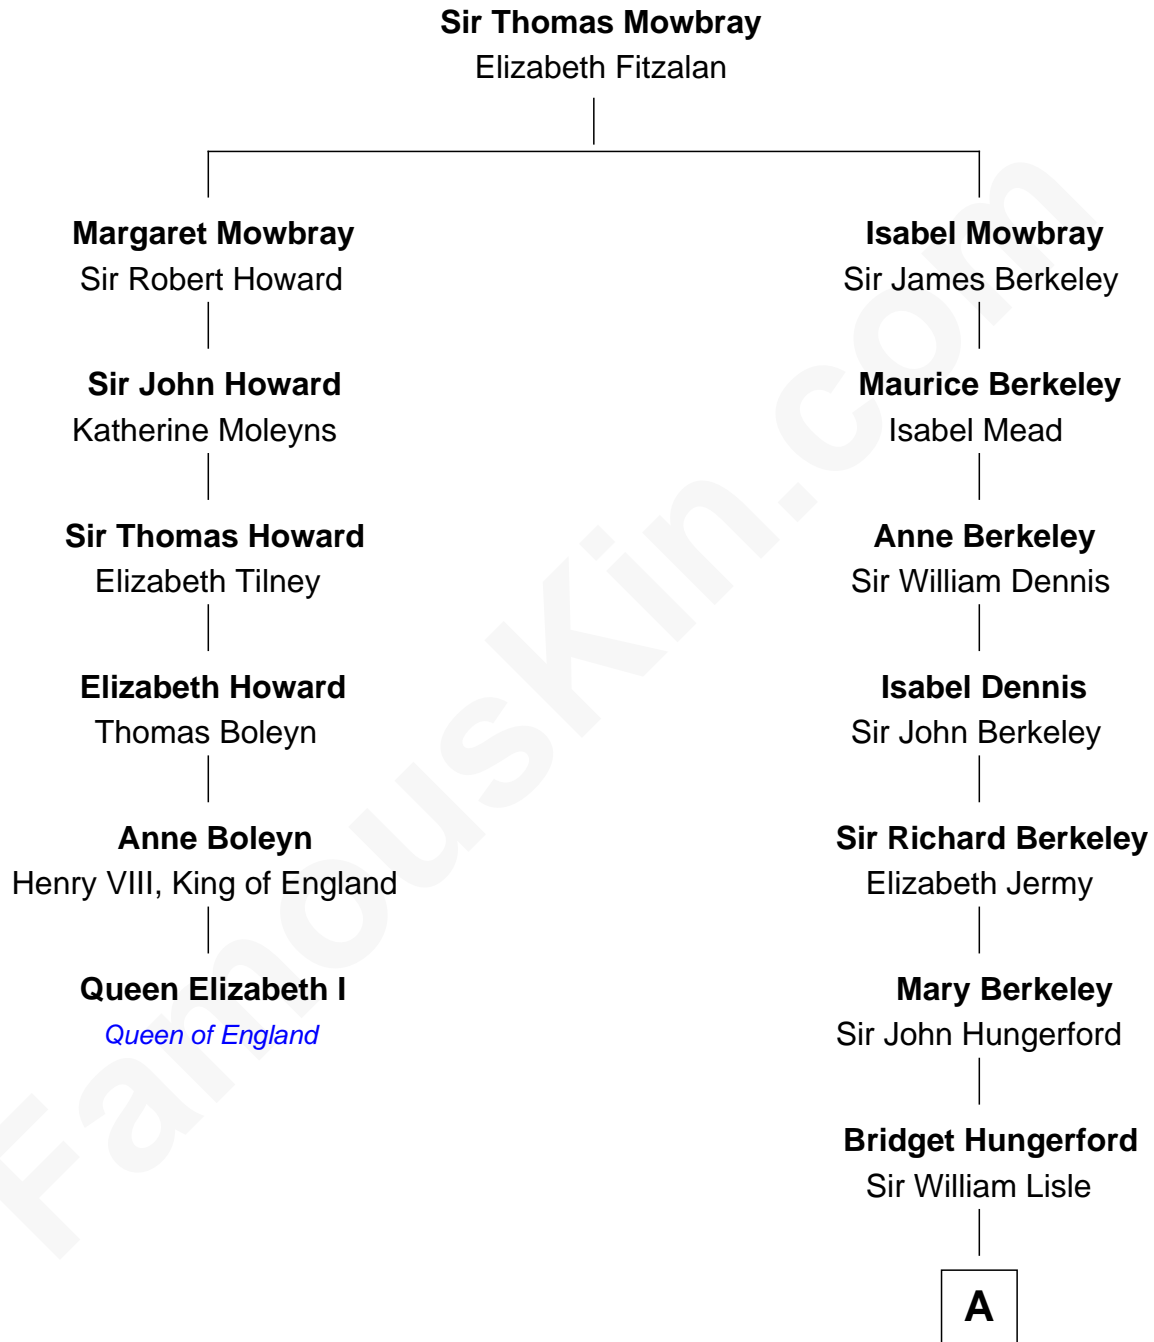 Sir Thomas Mowbray
Elizabeth Fitzalan
Margaret Mowbray
Sir Robert Howard
Isabel Mowbray
Sir James Berkeley
Sir John Howard
Katherine Moleyns
Maurice Berkeley
Isabel Mead
Sir Thomas Howard
Elizabeth Tilney
Anne Berkeley
Sir William Dennis
Elizabeth Howard
Thomas Boleyn
Isabel Dennis
Sir John Berkeley
Anne Boleyn
Henry VIII, King of England
Sir Richard Berkeley
Elizabeth Jermy
Queen Elizabeth I
Queen of England
Mary Berkeley
Sir John Hungerford
Bridget Hungerford
Sir William Lisle
A
FamousKin.com